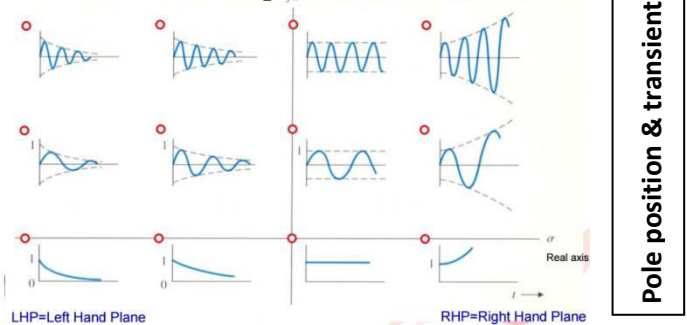 1
1
1
σ
1
0
1
0
1
1
Real axis
t
LHP=Left Hand Plane
RHP=Right Hand Plane
Pole position & transient